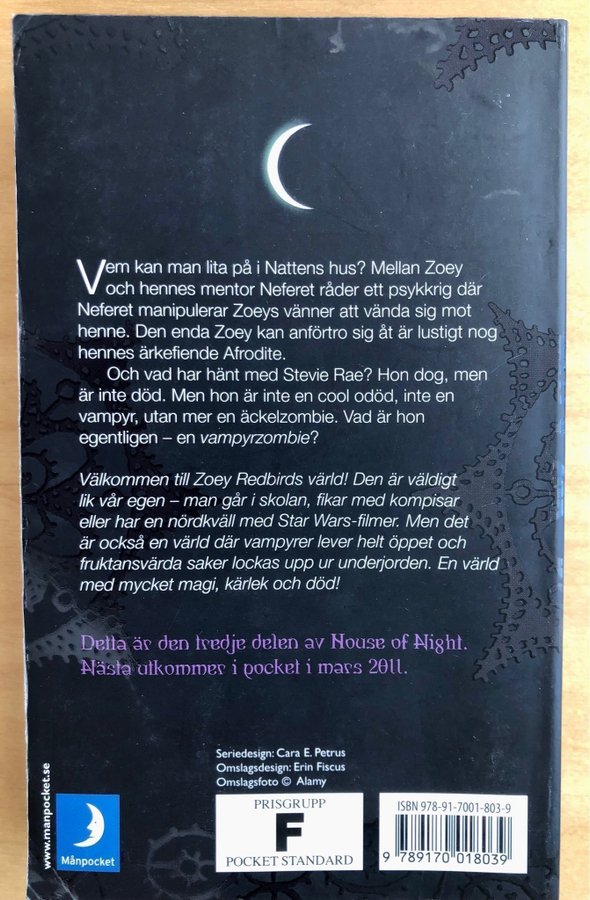 Vem kan man lita på i Nattens hus? Mellan Zoey
och hennes mentor Neferet råder ett psykkrig där
Neferet manipulerar Zoeys vänner att vända sig mot
henne. Den enda Zoey kan anförtro sig åt är lustigt nog
hennes ärkefiende Afrodite.
Och vad har hänt med Stevie Rae? Hon dog, men
är inte död. Men hon är inte en cool odöd, inte en
vampyr, utan mer en äckelzombie. Vad är hon
egentligen – en vampyrzombie?
Välkommen till Zoey Redbirds värld! Den är väldigt
lik vår egen – man går i skolan, fikar med kompisar
eller har en nördkväll med Star Wars-filmer. Men det
är också en värld där vampyrer lever helt öppet och
fruktansvärda saker lockas upp ur underjorden. En värld
med mycket magi, kärlek och död!
Detta är den tredje delen av House of Night.
Nästa utkommer i pocket i mars 2011.
Seriedesign: Cara E. Petrus
Omslagsdesign: Erin Fiscus
Omslagsfoto © Alamy
www.manpocket.se
Månpocket
PRISGRUPP
F
POCKET STANDARD
ISBN 978-91-7001-803-9
9 789170 018039